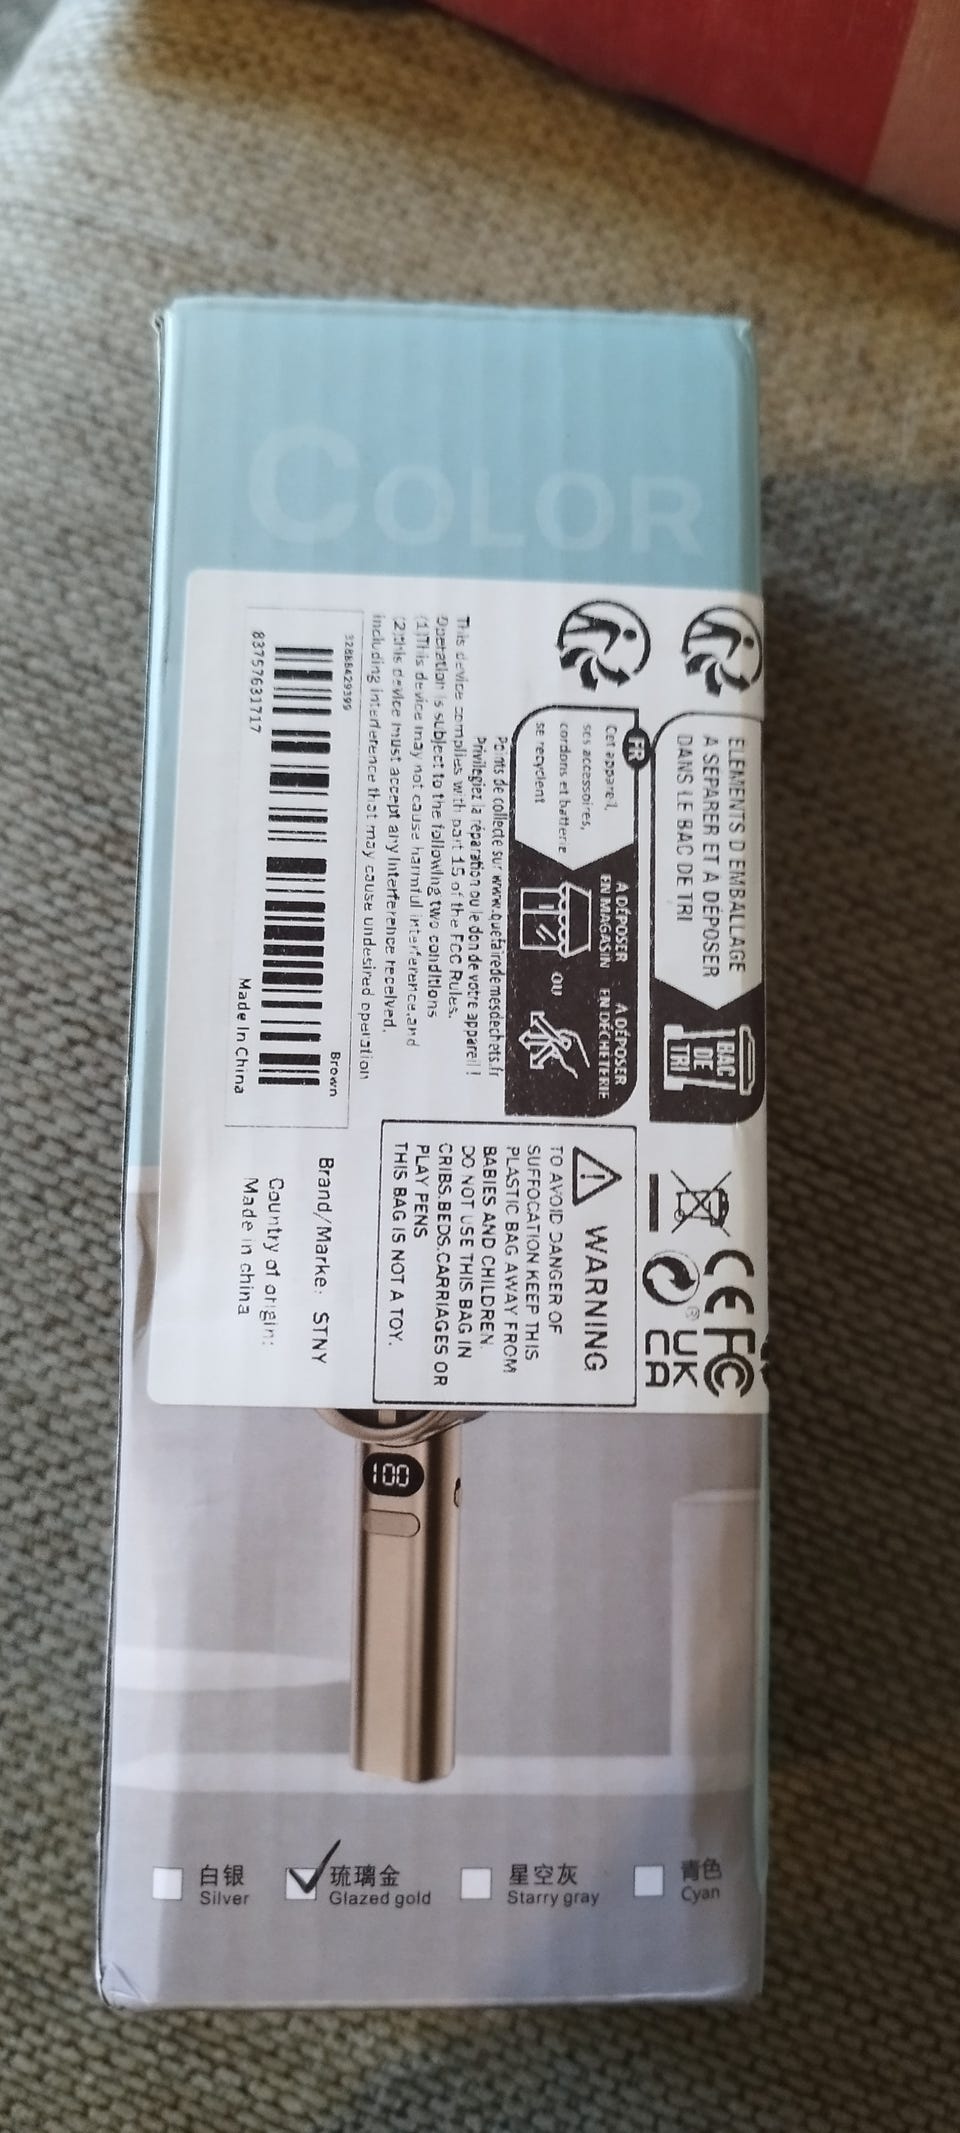 COLOR
ELEMENTS D EMBALLAGE
A SEPARER ET A DÉPOSER
DANS LE BAC DE TRI
BAC
DE
TRI
FR
Cet appareil,
ses accessoires,
cordons et batterie
se recyclent
A DÉPOSER
EN MAGASIN
OU
A DÉPOSER
EN DÉCHÈTERIE
Points de collecte sur www.quefairedemesdechets.fr
Privilégiez la réparation ou le don de votre appareil !
This device complies with part 15 of the FCC Rules.
Operation is subject to the following two conditions
(1)This device may not cause harmful interference,and
(2)this device must accept any Interference received,
including interference that may cause undesired operation
Brown
83757631717
Made In China
CE FC
UK
CA
WARNING
TO AVOID DANGER OF
SUFFOCATION KEEP THIS
PLASTIC BAG AWAY FROM
BABIES AND CHILDREN.
DO NOT USE THIS BAG IN
CRIBS.BEDS.CARRIAGES OR
PLAY PENS
THIS BAG IS NOT A TOY.
Brand/Marke: STNY
Country of origin:
Made in china
100
白银
Silver
琉璃金
Glazed gold
星空灰
Starry gray
青色
Cyan